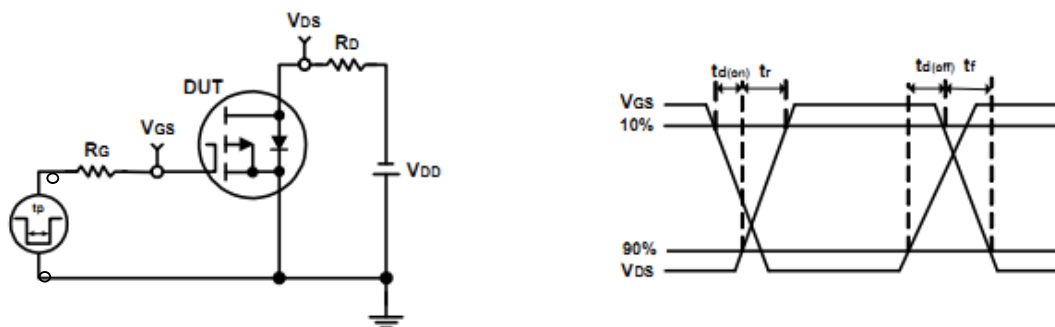 VDS
RD
DUT
VGS
RG
VDD
tp
td(on) tr
td(off) tf
VGS
10%
90%
VDS